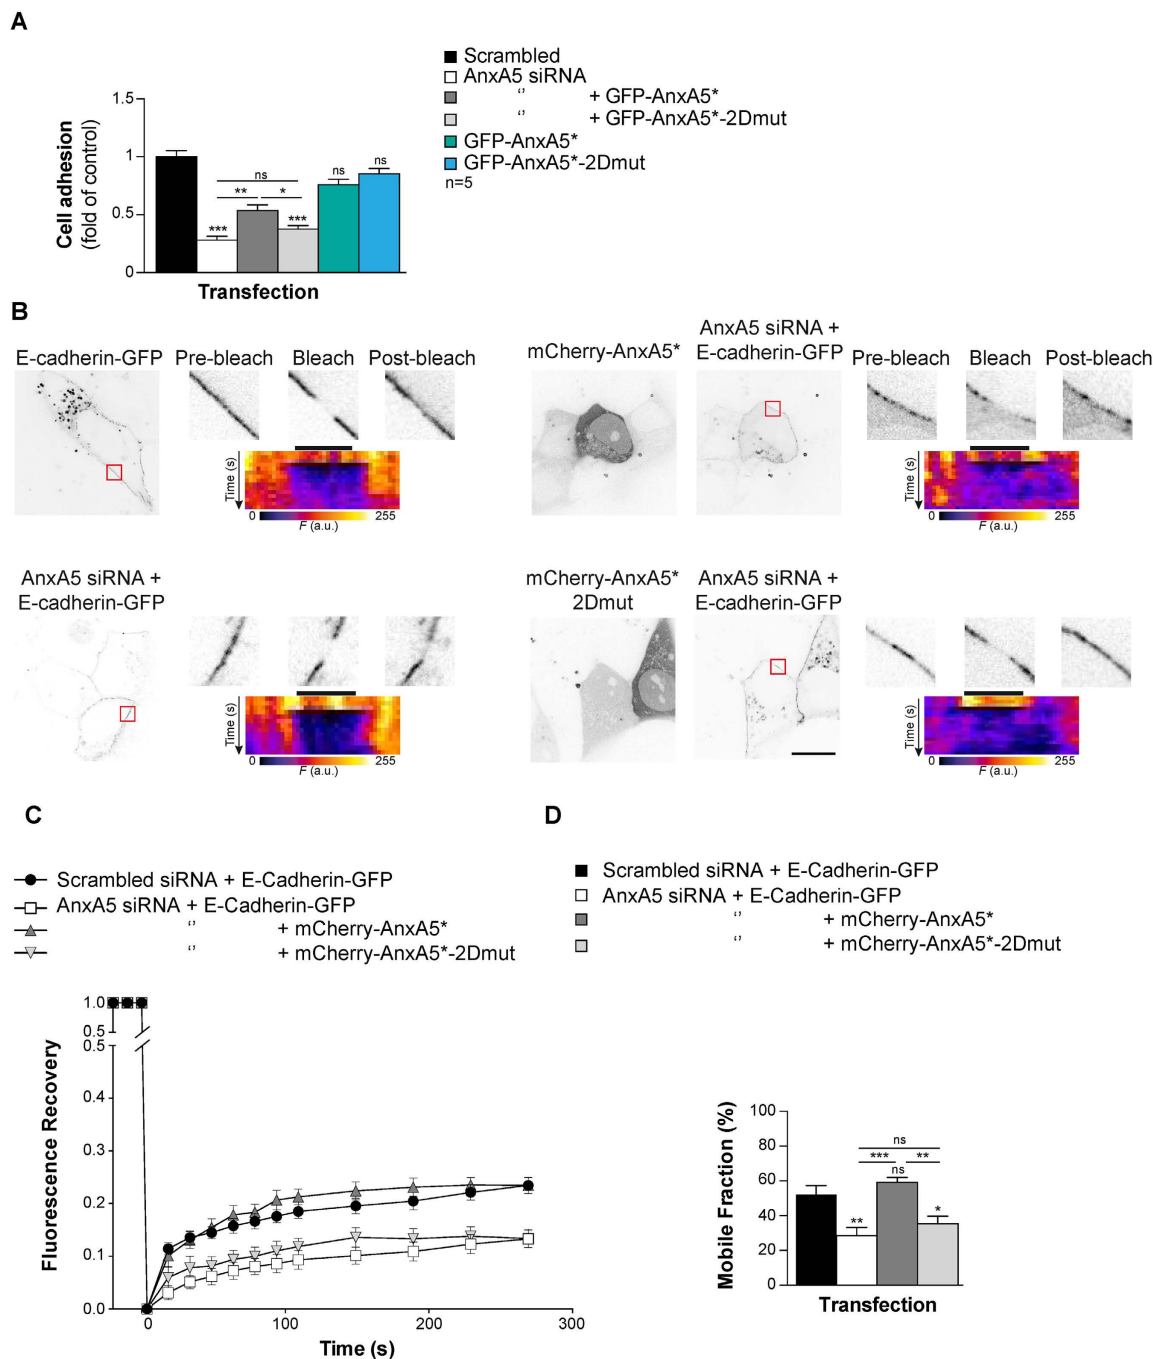 A
Scrambled
AnxA5 siRNA
“ + GFP-AnxA5*
“ + GFP-AnxA5*-2Dmut
GFP-AnxA5*
GFP-AnxA5*-2Dmut
n=5
Cell adhesion
(fold of control)
1.5
1
0.5
0
*** ** ns * *** ns ns
Transfection
B
E-cadherin-GFP Pre-bleach Bleach Post-bleach
Time (s)
0 255
F (a.u.)
mCherry-AnxA5* AnxA5 siRNA +
E-cadherin-GFP Pre-bleach Bleach Post-bleach
Time (s)
0 255
F (a.u.)
AnxA5 siRNA +
E-cadherin-GFP
Time (s)
0 255
F (a.u.)
mCherry-AnxA5*
2Dmut
AnxA5 siRNA +
E-cadherin-GFP
Time (s)
0 255
F (a.u.)
C
Scrambled siRNA + E-Cadherin-GFP
AnxA5 siRNA + E-Cadherin-GFP
“ + mCherry-AnxA5*
“ + mCherry-AnxA5*-2Dmut
Fluorescence Recovery
1.0
0.5
0.5
0.4
0.3
0.2
0.1
0.0
0 100 200 300
Time (s)
D
Scrambled siRNA + E-Cadherin-GFP
AnxA5 siRNA + E-Cadherin-GFP
“ + mCherry-AnxA5*
“ + mCherry-AnxA5*-2Dmut
Mobile Fraction (%)
100
80
60
40
20
0
ns
*** **
ns
** *
Transfection